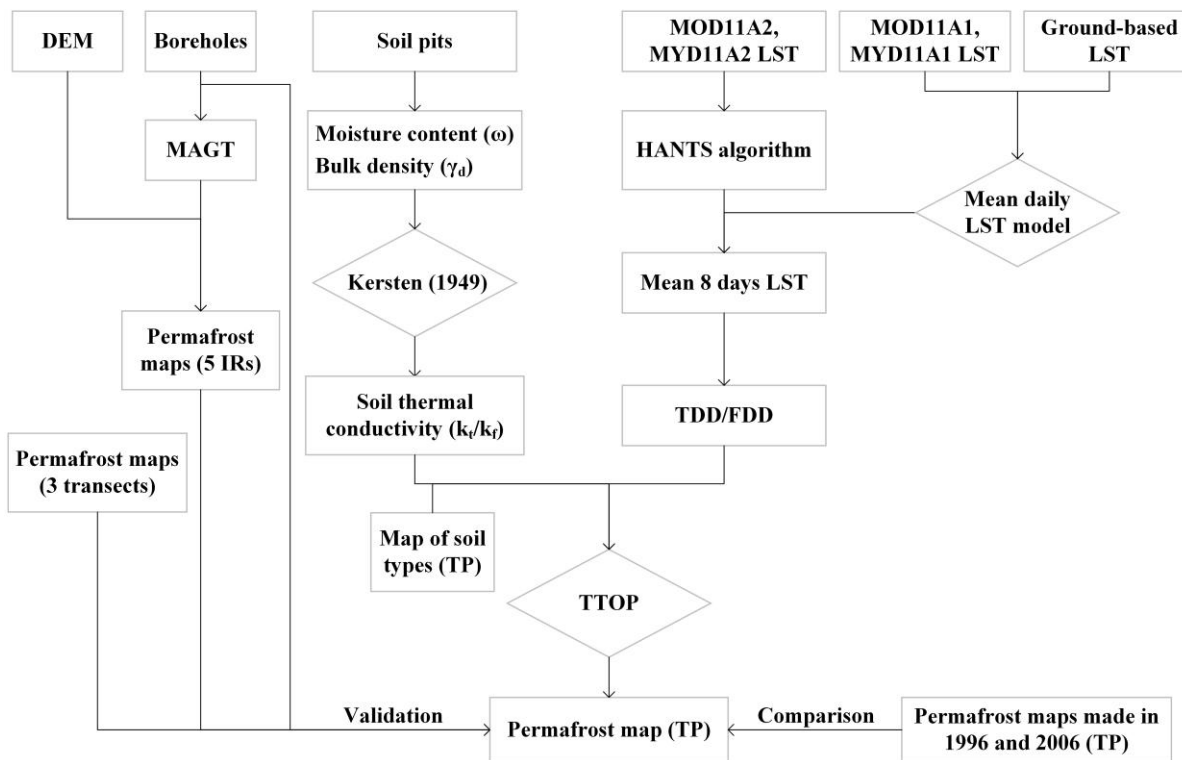 DEM
Boreholes
Soil pits
MOD11A2,
MYD11A2 LST
MOD11A1,
MYD11A1 LST
Ground-based
LST
MAGT
Moisture content (ω)
Bulk density (γd)
HANTS algorithm
Mean daily
LST model
Kersten (1949)
Mean 8 days LST
Permafrost
maps (5 IRs)
Soil thermal
conductivity (kt/kf)
TDD/FDD
Permafrost maps
(3 transects)
Map of soil
types (TP)
TTOP
Validation
Permafrost map (TP)
Comparison
Permafrost maps made in
1996 and 2006 (TP)